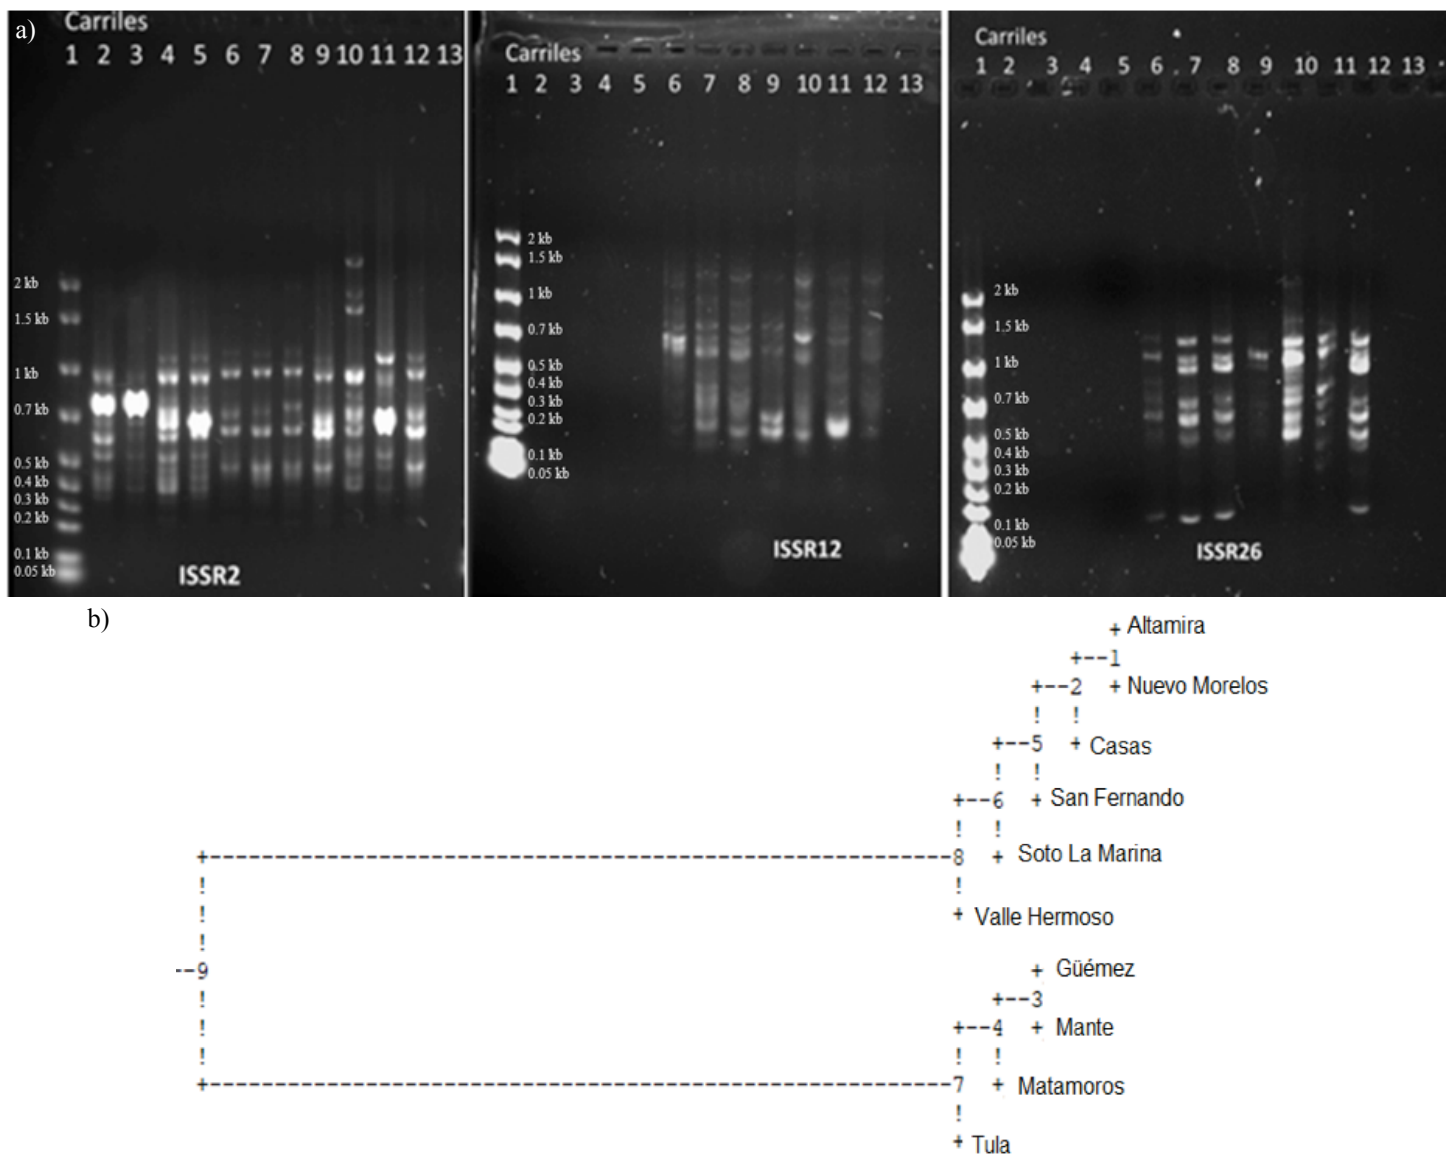 a)
Carriles
1 2 3 4 5 6 7 8 9 10 11 12 13
2 kb
1.5 kb
1 kb
0.7 kb
0.5 kb
0.4 kb
0.3 kb
0.2 kb
0.1 kb
0.05 kb
ISSR2
Carriles
1 2 3 4 5 6 7 8 9 10 11 12 13
2 kb
1.5 kb
1 kb
0.7 kb
0.5 kb
0.4 kb
0.3 kb
0.2 kb
0.1 kb
0.05 kb
ISSR12
Carriles
1 2 3 4 5 6 7 8 9 10 11 12 13
2 kb
1.5 kb
1 kb
0.7 kb
0.5 kb
0.4 kb
0.3 kb
0.2 kb
0.1 kb
0.05 kb
ISSR26
b)
+ Altamira
+--1
+--2 + Nuevo Morelos
! !
+--5 + Casas
! !
+--6 + San Fernando
! !
+----------------------------------------------------------8 + Soto La Marina
! !
! + Valle Hermoso
!
--9 + Güémez
! +--3
! +--4 + Mante
! ! !
+----------------------------------------------------------7 + Matamoros
!
+ Tula